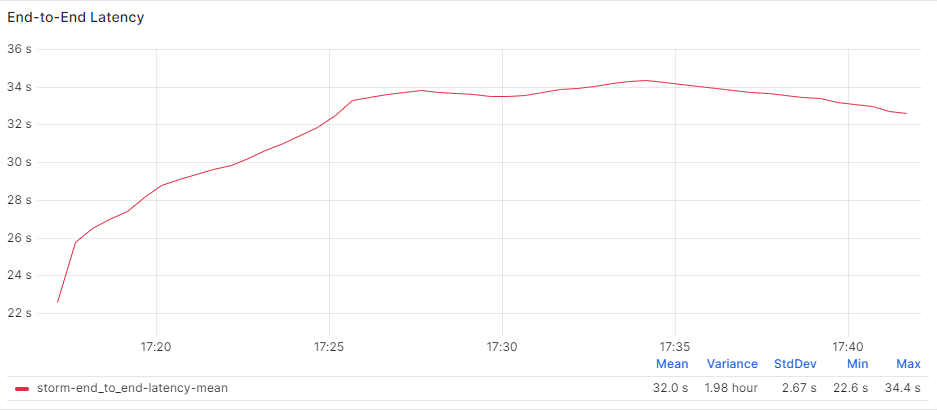 End-to-End Latency
36 s
34 s
32 s
30 s
28 s
26 s
24 s
22 s
17:20 17:25 17:30 17:35 17:40
Mean Variance StdDev Min Max
storm-end_to_end-latency-mean 32.0 s 1.98 hour 2.67 s 22.6 s 34.4 s